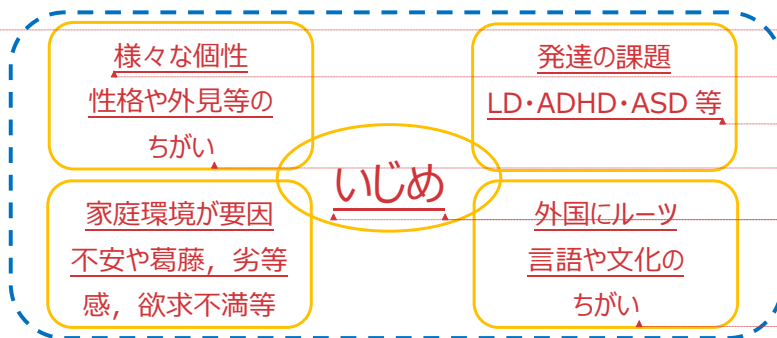 様々な個性
性格や外見等の
ちがい
発達の課題
LD・ADHD・ASD 等
いじめ
家庭環境が要因
不安や葛藤，劣等
感，欲求不満等
外国にルーツ
言語や文化の
ちがい